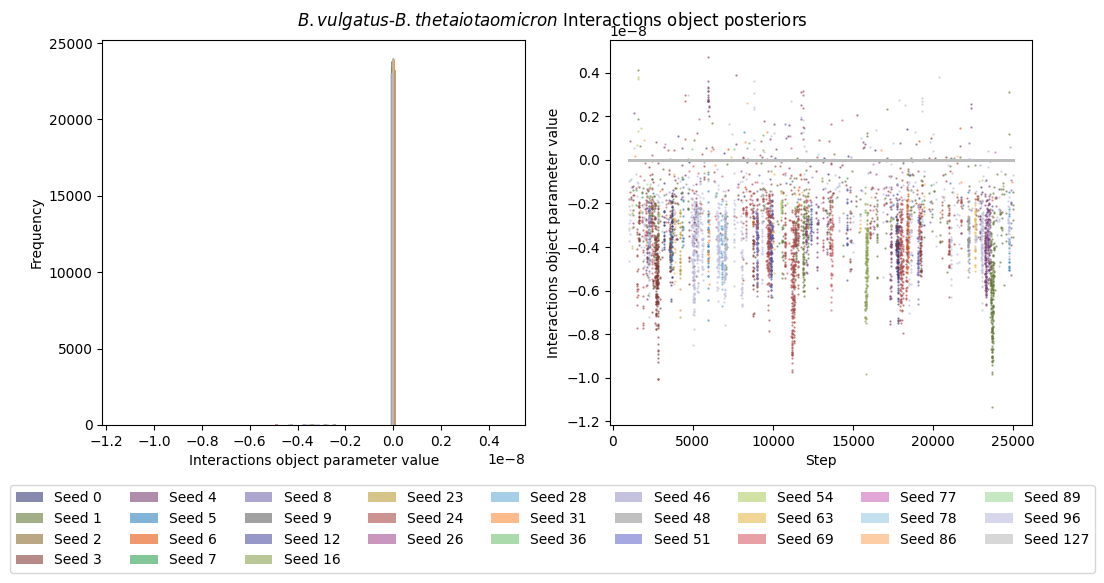 B.vulgatus-B.thetaiotaomicron Interactions object posteriors
25000
20000
15000
10000
5000
0
Frequency
−1.2 −1.0 −0.8 −0.6 −0.4 −0.2 0.0 0.2 0.4
1e−8
Interactions object parameter value
1e−8
0.4
0.2
0.0
−0.2
−0.4
−0.6
−0.8
−1.0
−1.2
Interactions object parameter value
0 5000 10000 15000 20000 25000
Step
Seed 0 Seed 4 Seed 8 Seed 23 Seed 28 Seed 46 Seed 54 Seed 77 Seed 89
Seed 1 Seed 5 Seed 9 Seed 24 Seed 31 Seed 48 Seed 63 Seed 78 Seed 96
Seed 2 Seed 6 Seed 12 Seed 26 Seed 36 Seed 51 Seed 69 Seed 86 Seed 127
Seed 3 Seed 7 Seed 16